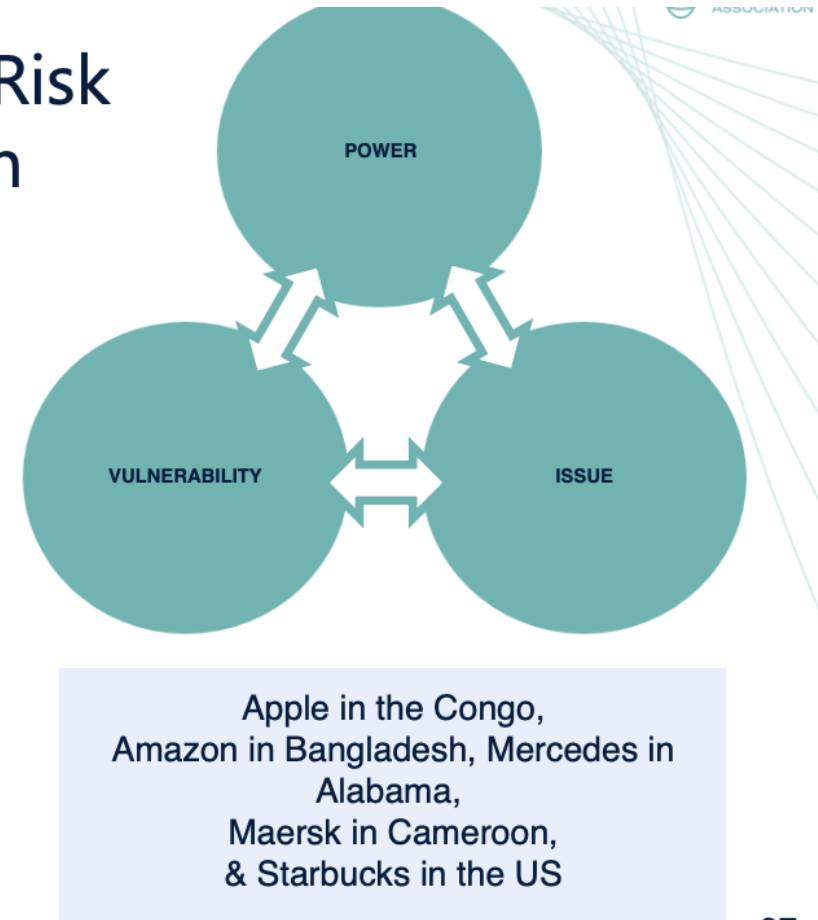 ASSOCIATION
Risk
POWER
VULNERABILITY
ISSUE
Apple in the Congo,
Amazon in Bangladesh, Mercedes in
Alabama,
Maersk in Cameroon,
& Starbucks in the US